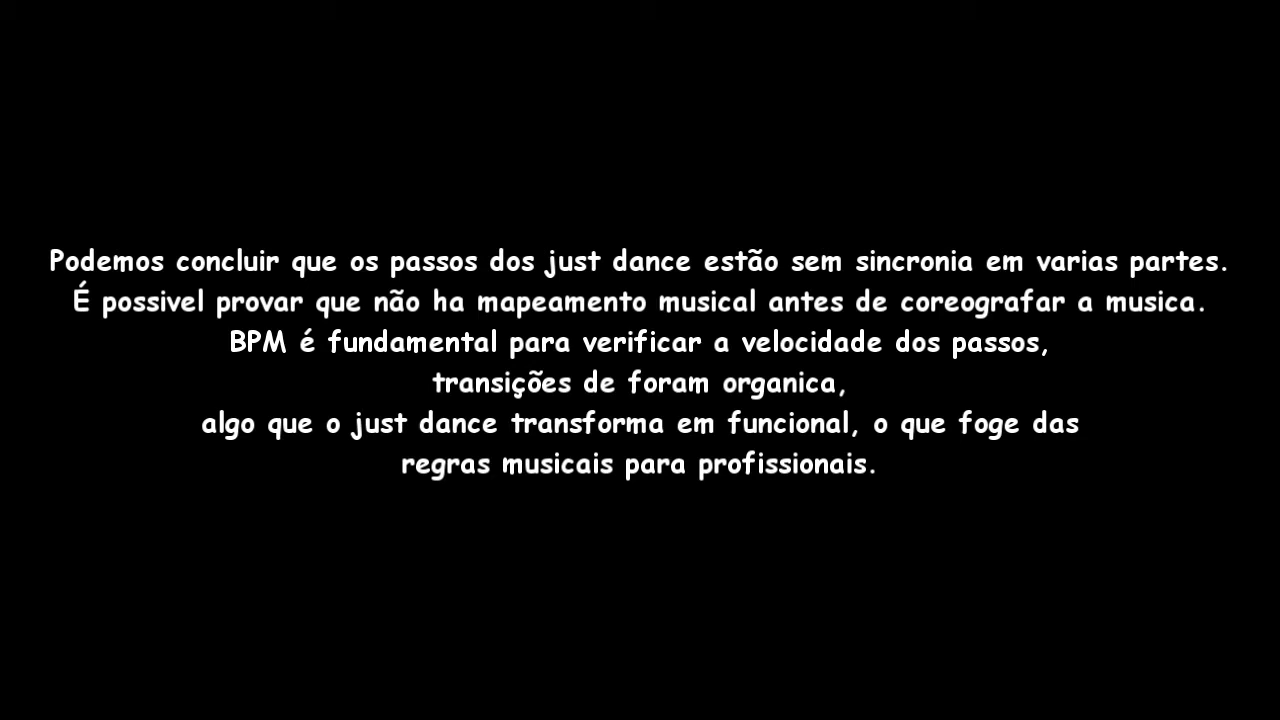 Podemos concluir que os passos dos just dance estão sem sincronia em varias partes.
É possivel provar que não ha mapeamento musical antes de coreografar a musica.
BPM é fundamental para verificar a velocidade dos passos,
transições de foram organica,
algo que o just dance transforma em funcional, o que foge das
regras musicais para profissionais.